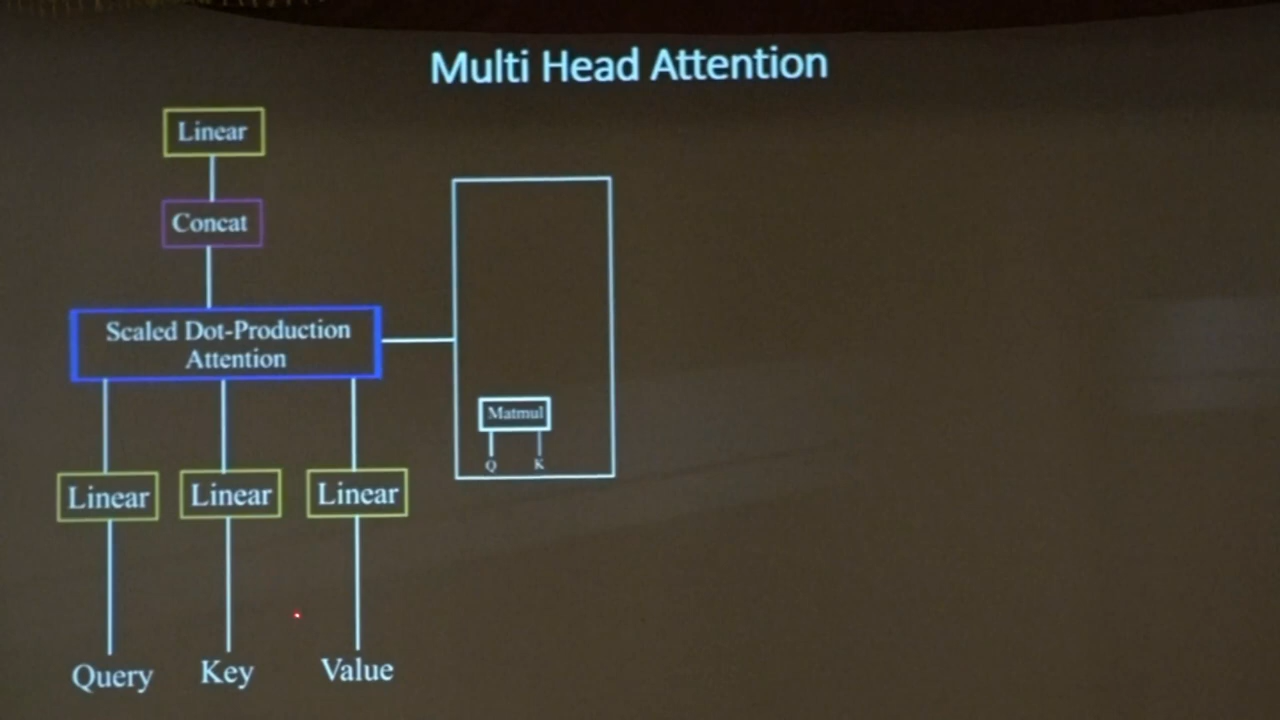 Multi Head Attention
Linear
Concat
Scaled Dot-Production
Attention
Matmul
Q K
Linear Linear Linear
Query Key Value